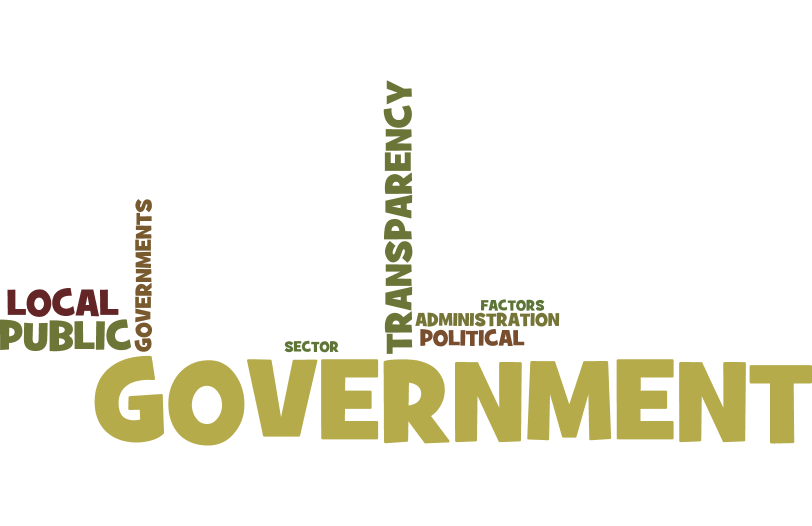 TRANSPARENCY
GOVERNMENTS
LOCAL
FACTORS
ADMINISTRATION
PUBLIC
POLITICAL
SECTOR
GOVERNMENT